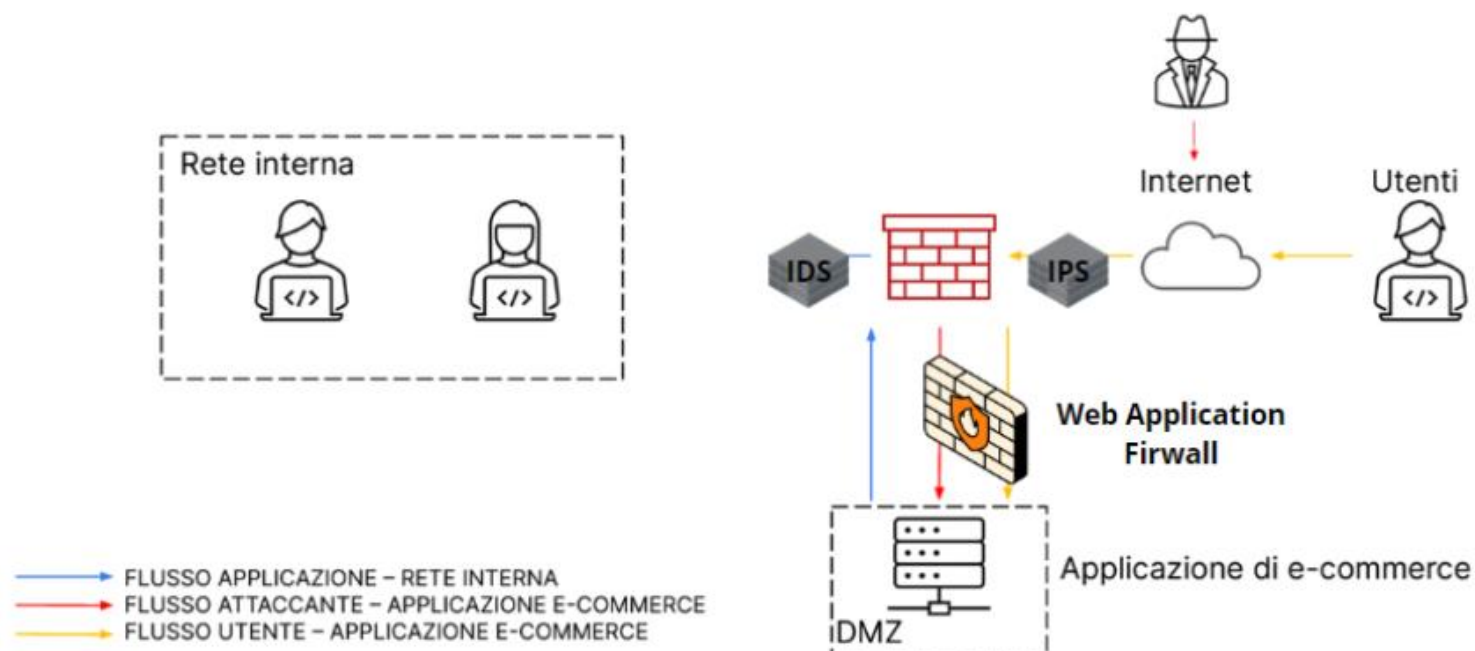 Rete interna
Internet
Utenti
IDS
IPS
</>
</>
</>
Web Application
Firwall
Applicazione di e-commerce
DMZ
FLUSSO APPLICAZIONE – RETE INTERNA
FLUSSO ATTACCANTE – APPLICAZIONE E-COMMERCE
FLUSSO UTENTE – APPLICAZIONE E-COMMERCE